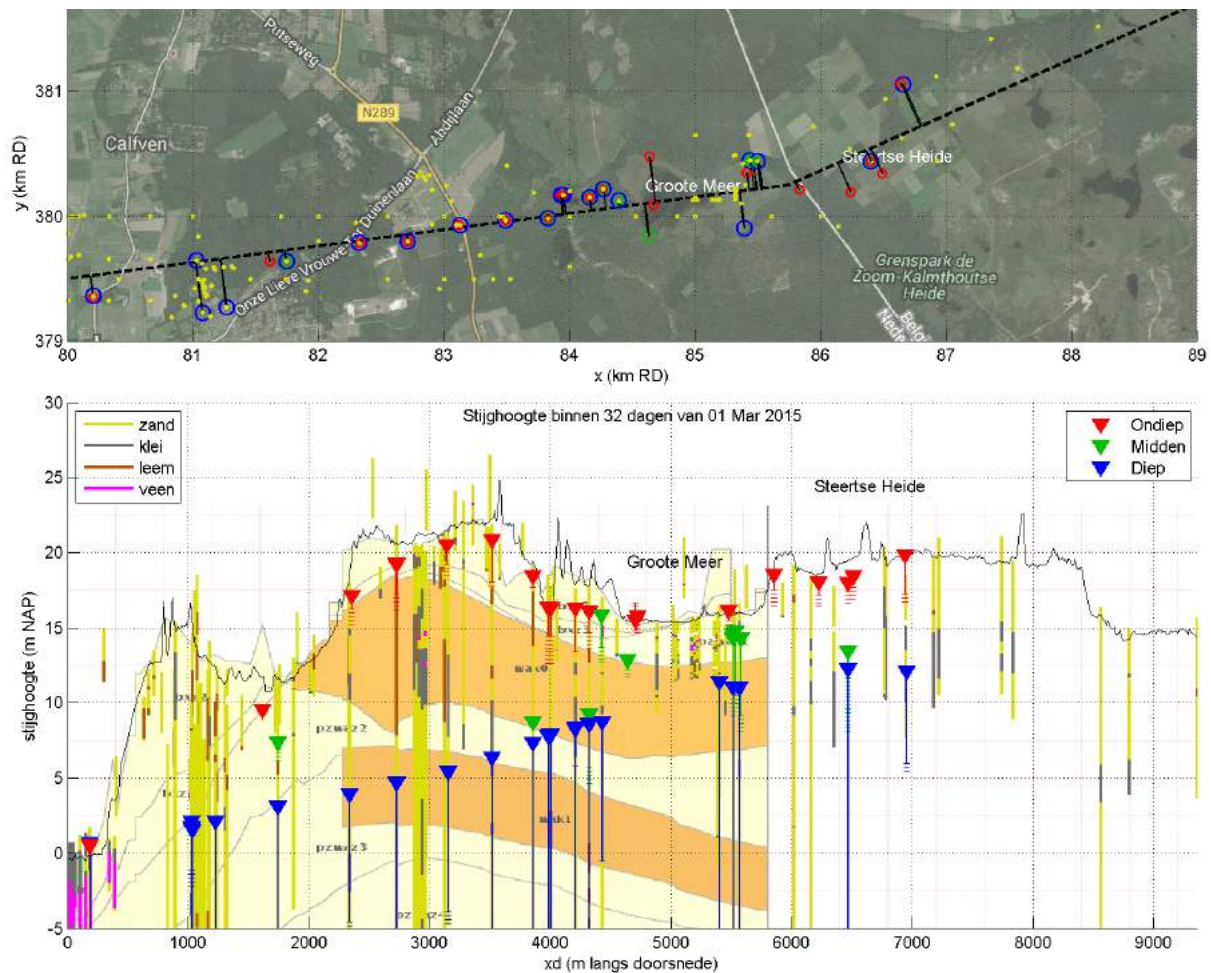 Putseweg
381
N289
Abdijlaan
Calfven
Steertse Heide
Groote Meer
y (km RD)
380
Onze Lieve Vrouwe Ter Duinenlaan
Grenspark de
Zoom-Kalmthoutse
Heide
379
80 81 82 83 84 85 86 87 88 89
x (km RD)
Stijghoogte binnen 32 dagen van 01 Mar 2015
zand
klei
leem
veen
Ondiep
Midden
Diep
Steertse Heide
Groote Meer
stijghoogte (m NAP)
30
25
20
15
10
5
0
-5
pzwaz2
pzwaz3
wak0
wak1
0 1000 2000 3000 4000 5000 6000 7000 8000 9000
xd (m langs doorsnede)